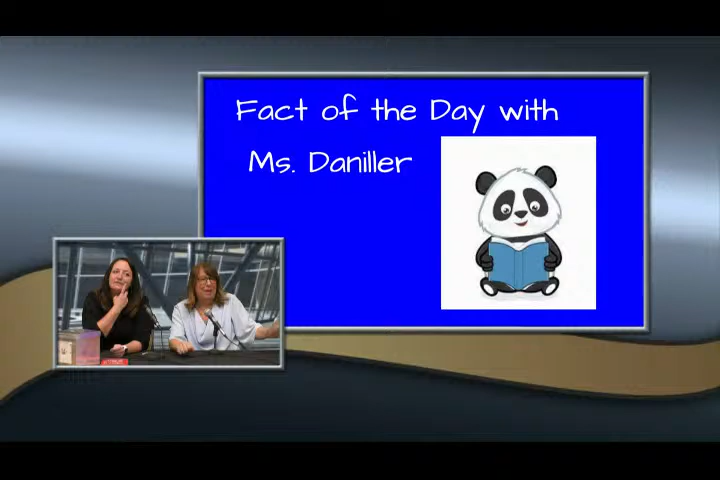 Fact of the Day with
Ms. Daniller